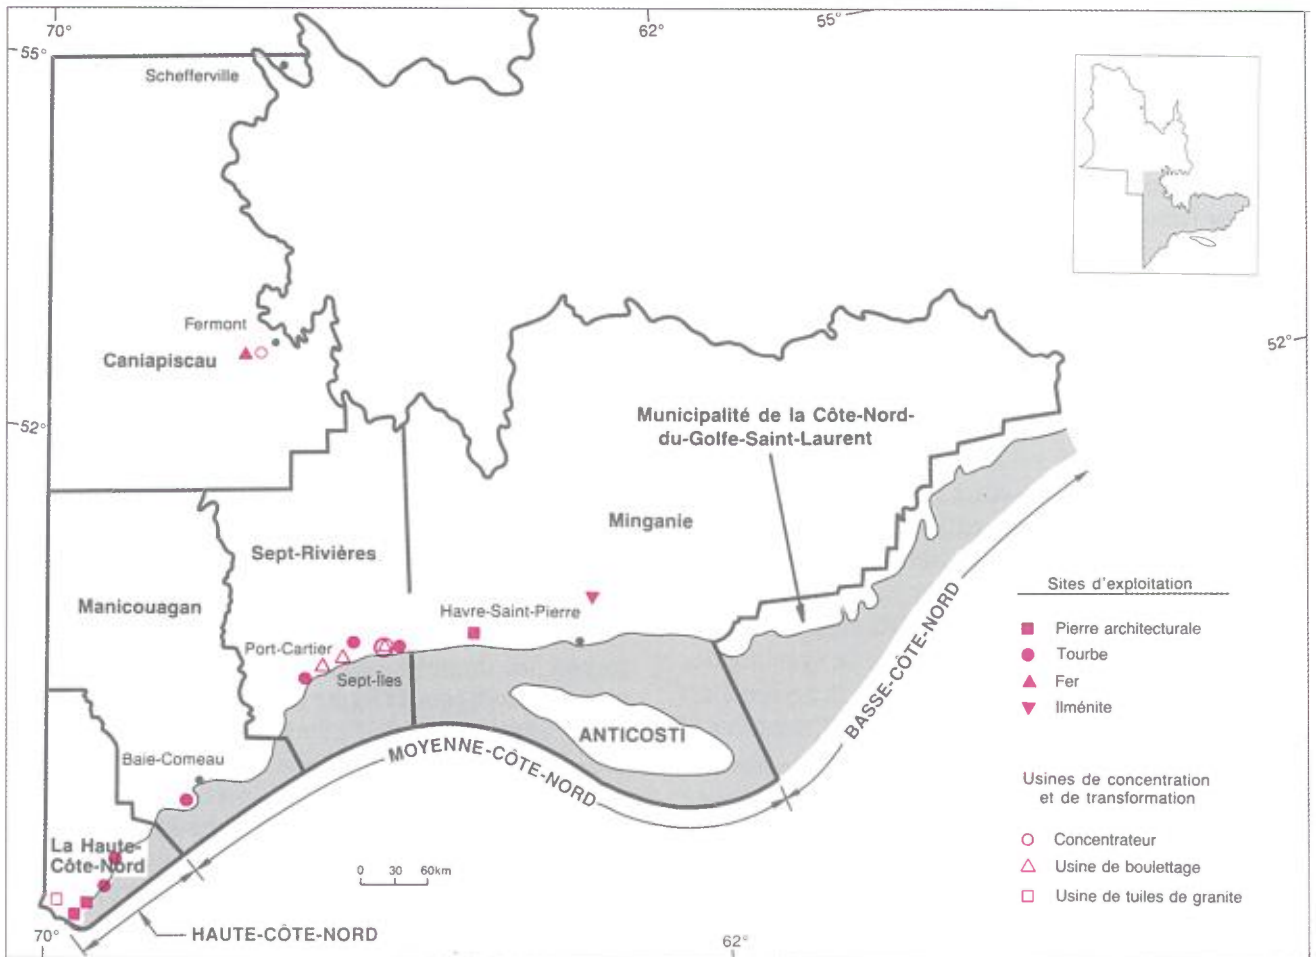 70°
62°
55°
55°
Schefferville
Fermont
Caniapiscau
52°
52°
Municipalité de la Côte-Nord-
du-Golfe-Saint-Laurent
Minganie
Sept-Rivières
Manicouagan
Havre-Saint-Pierre
Port-Cartier
Sept-Îles
ANTICOSTI
MOYENNE-CÔTE-NORD
BASSE-CÔTE-NORD
Baie-Comeau
La Haute-
Côte-Nord
HAUTE-CÔTE-NORD
0 30 60km
70°
62°
Sites d'exploitation
Pierre architecturale
Tourbe
Fer
Ilménite
Usines de concentration
et de transformation
Concentrateur
Usine de boulettage
Usine de tuiles de granite